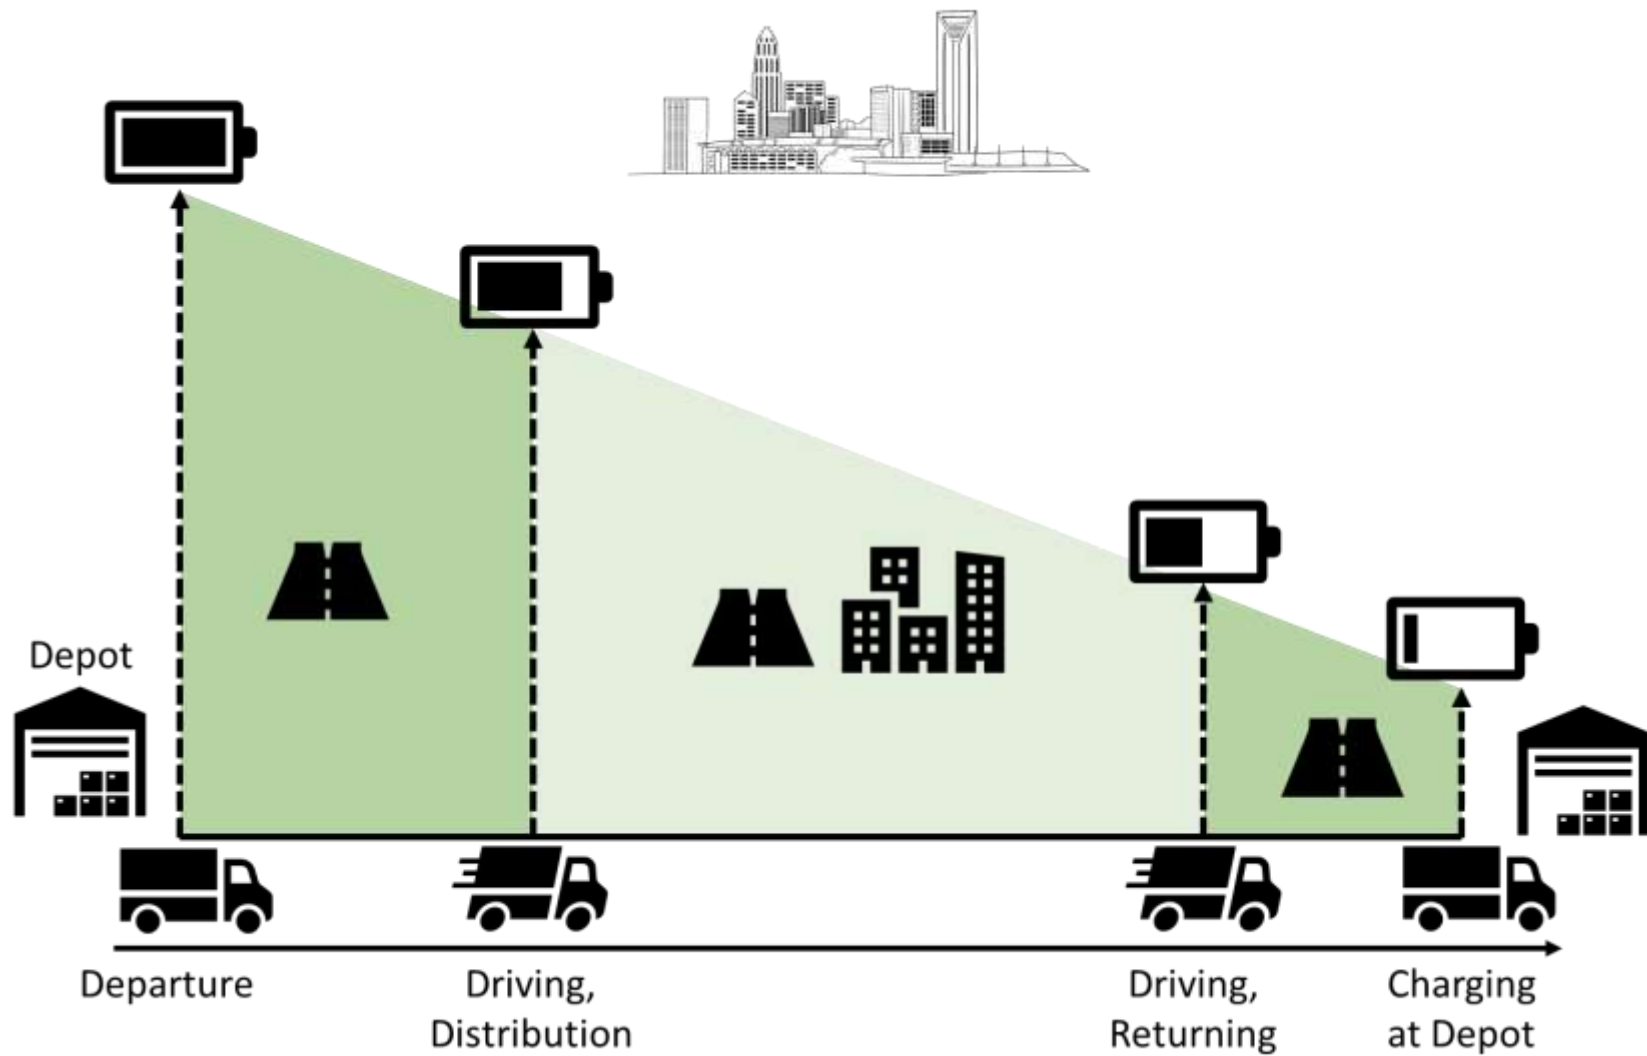 Depot
Departure
Driving,
Distribution
Driving,
Returning
Charging
at Depot